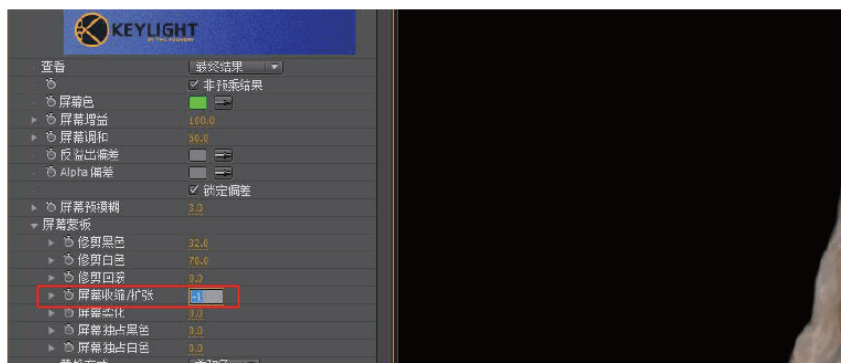 KEYLIGHT
BY THE FOUNDRY
查看 最终结果
非预乘结果
屏幕色
屏幕增益 100.0
屏幕调和 50.0
反溢出偏差
Alpha 偏差
锁定偏差
屏幕预模糊 3.0
屏幕蒙板
修剪黑色 32.0
修剪白色 70.0
修剪回滚 0.0
屏幕收缩/扩张 -1
屏幕柔化 0.0
屏幕独占黑色 0.0
屏幕独占白色 0.0